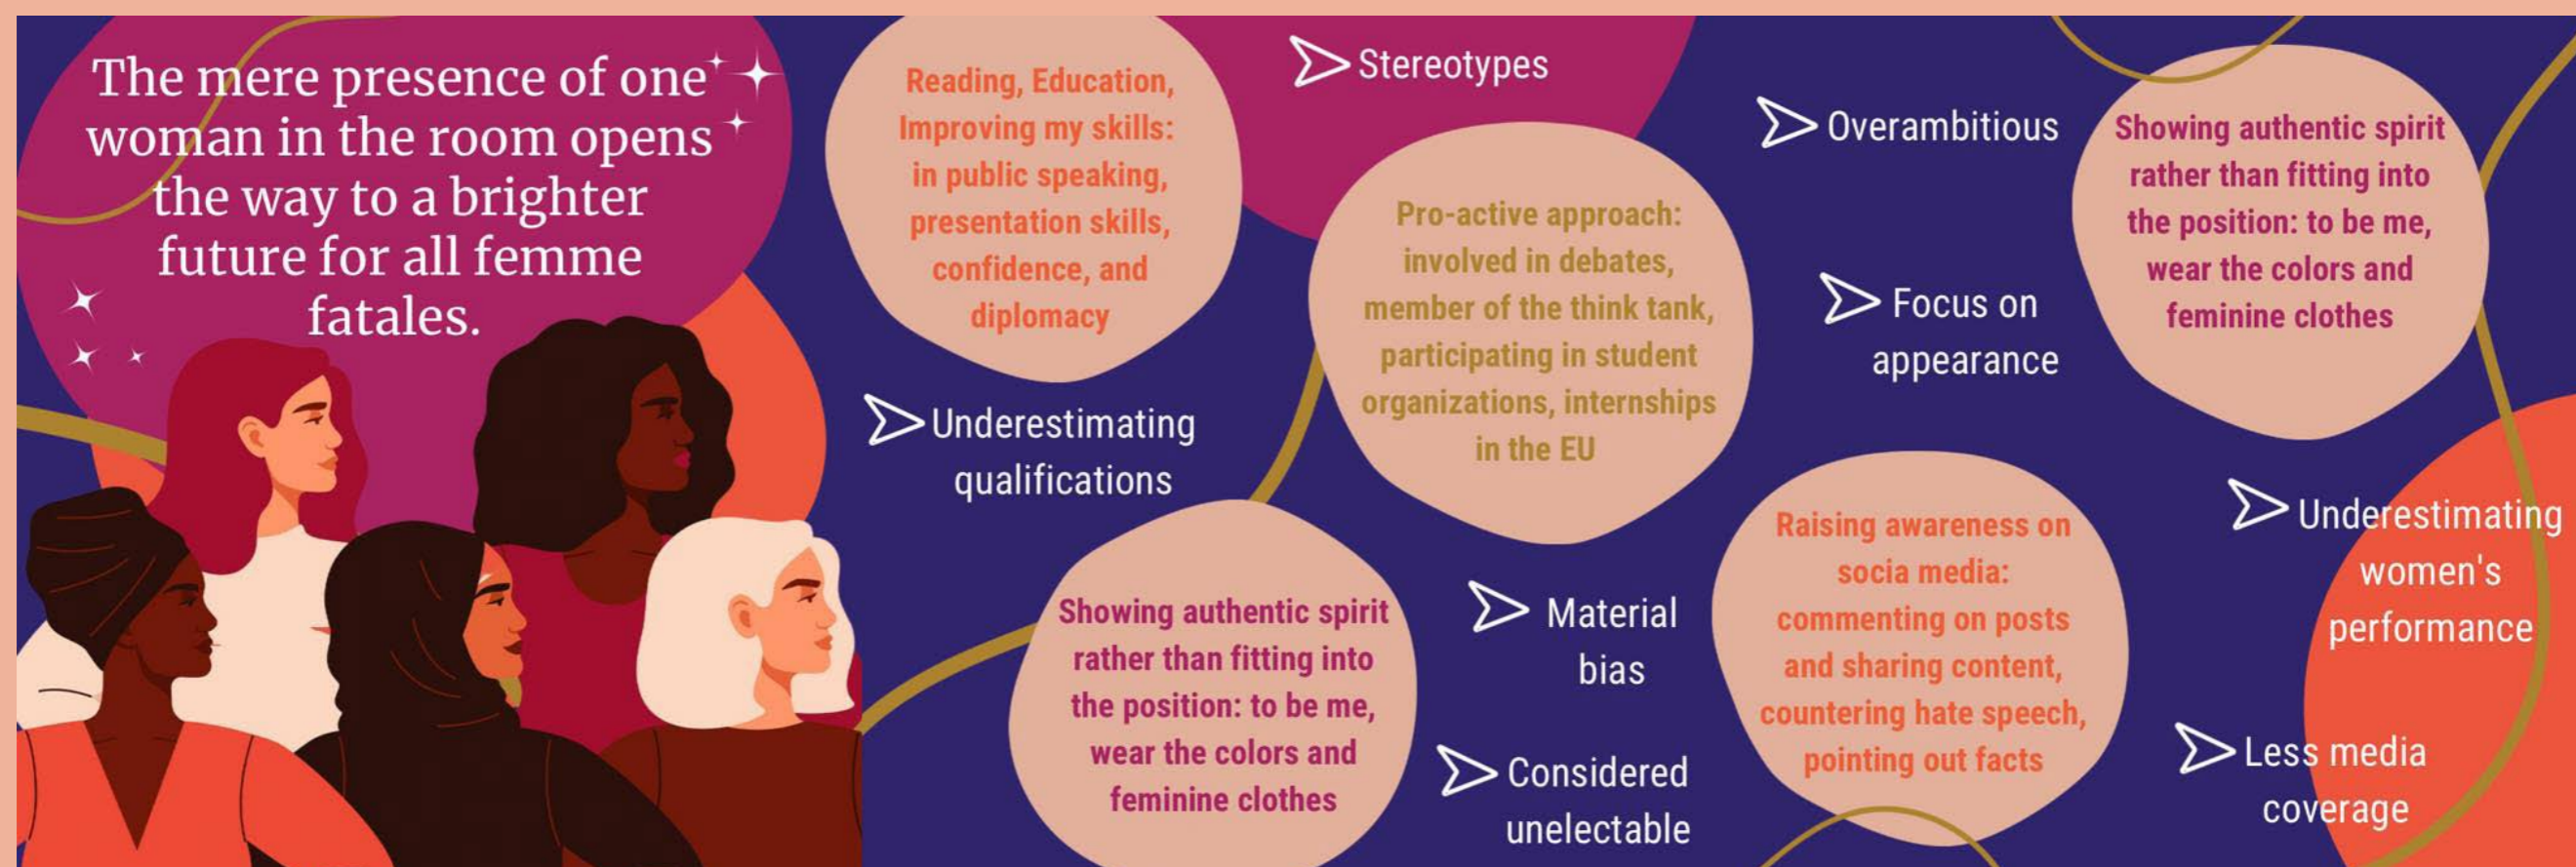 The mere presence of one
woman in the room opens
the way to a brighter
future for all femme
fatales.
Reading, Education,
Improving my skills:
in public speaking,
presentation skills,
confidence, and
diplomacy
Underestimating
qualifications
Showing authentic spirit
rather than fitting into
the position: to be me,
wear the colors and
feminine clothes
Stereotypes
Pro-active approach:
involved in debates,
member of the think tank,
participating in student
organizations, internships
in the EU
Material
bias
Considered
unelectable
Overambitious
Focus on
appearance
Raising awareness on
socia media:
commenting on posts
and sharing content,
countering hate speech,
pointing out facts
Showing authentic spirit
rather than fitting into
the position: to be me,
wear the colors and
feminine clothes
Underestimating
women's
performance
Less media
coverage